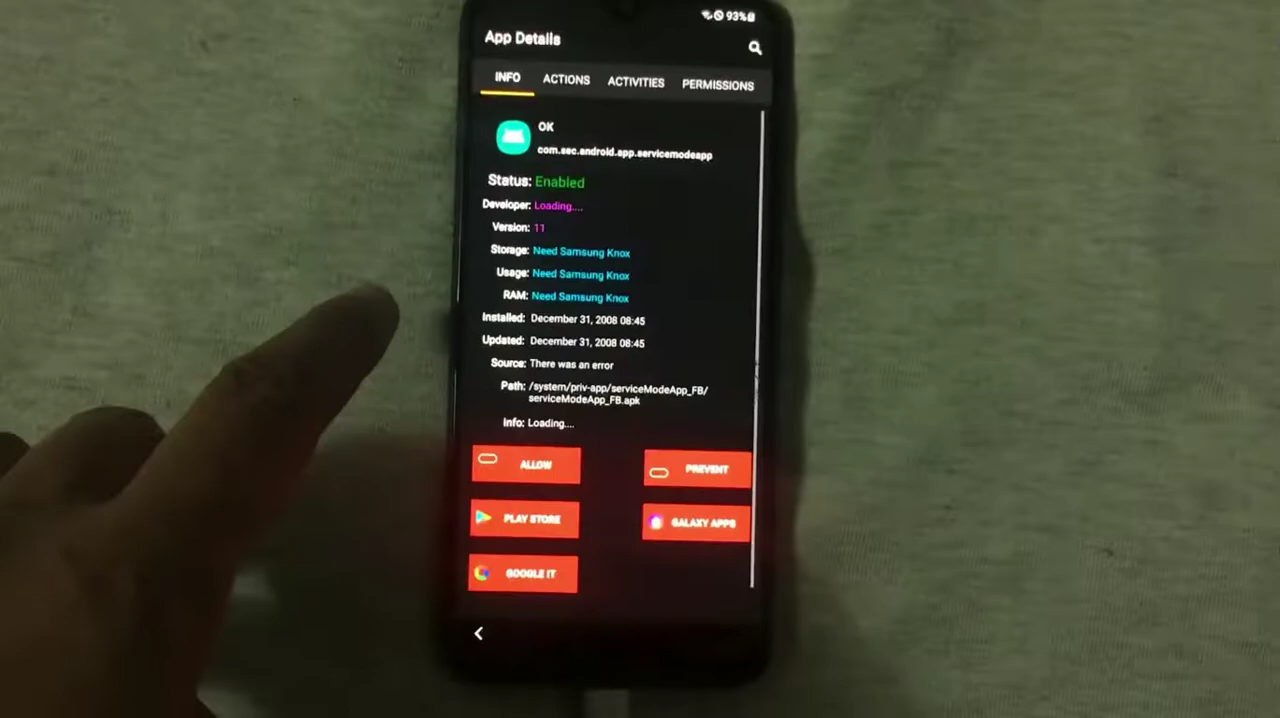 93%
App Details
INFO ACTIONS ACTIVITIES PERMISSIONS
OK
com.sec.android.app.servicemodeapp
Status: Enabled
Developer: Loading....
Version: 11
Storage: Need Samsung Knox
Usage: Need Samsung Knox
RAM: Need Samsung Knox
Installed: December 31, 2008 08:45
Updated: December 31, 2008 08:45
Source: There was an error
Path: /system/priv-app/serviceModeApp_FB/
serviceModeApp_FB.apk
Info: Loading....
ALLOW PREVENT
PLAY STORE GALAXY APPS
GOOGLE IT